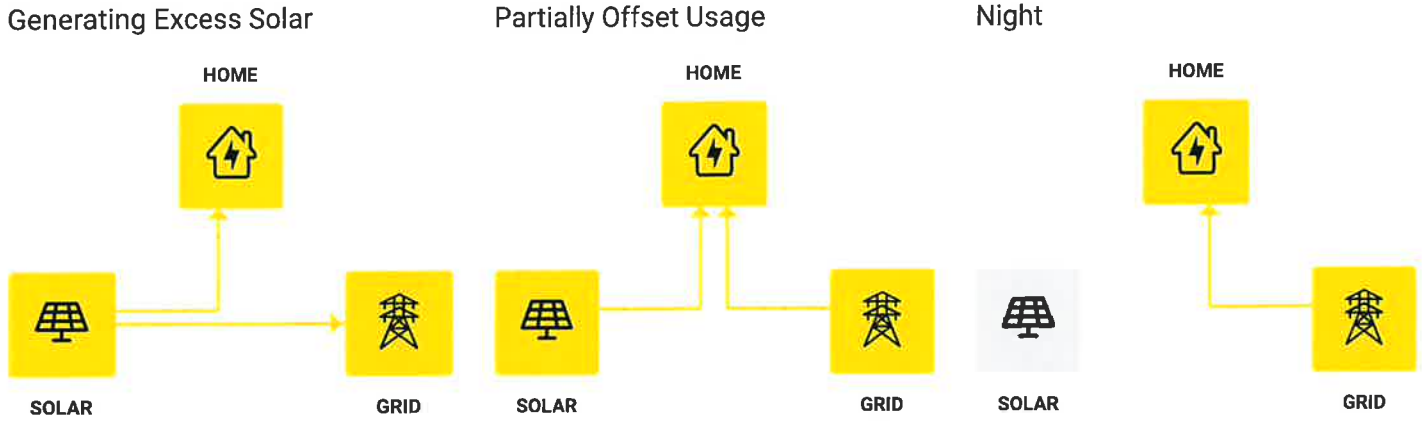 Generating Excess Solar
HOME
SOLAR
GRID
Partially Offset Usage
HOME
SOLAR
GRID
Night
HOME
SOLAR
GRID